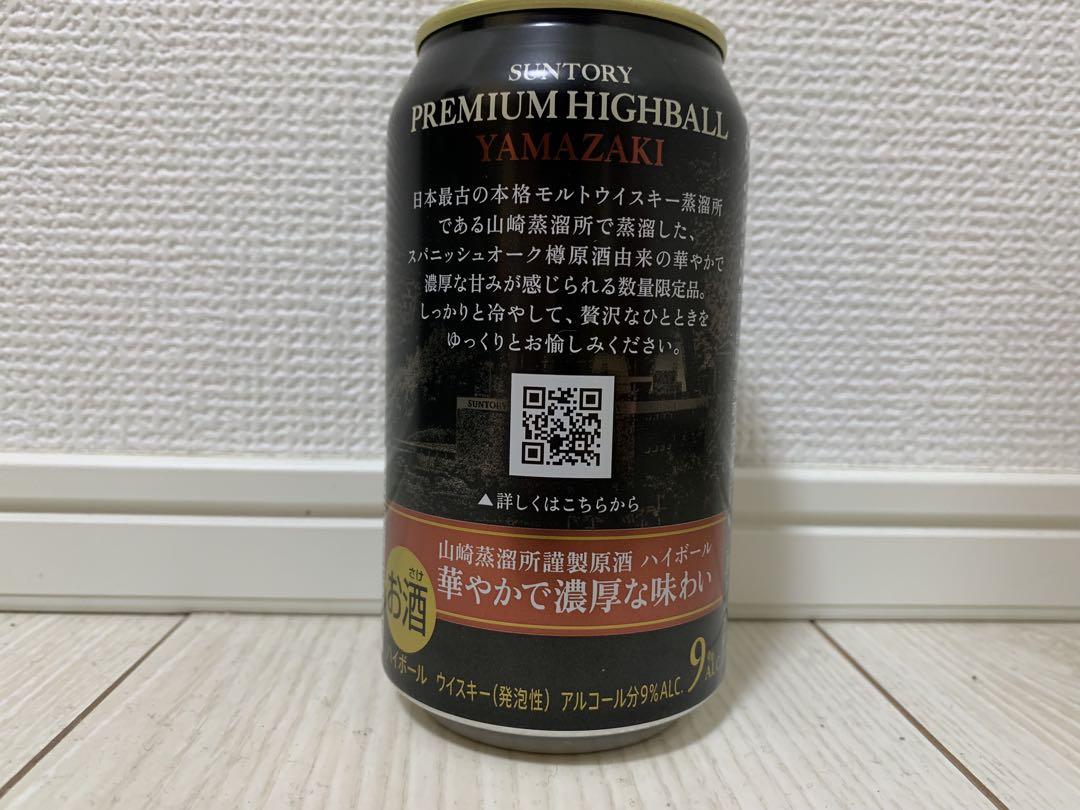 SUNTORY
PREMIUM HIGHBALL
YAMAZAKI
日本最古の本格モルトウイスキー蒸溜所
である山崎蒸溜所で蒸溜した、
スパニッシュオーク樽原酒由来の華やかで
濃厚な甘みが感じられる数量限定品。
しっかりと冷やして、贅沢なひとときを
ゆっくりとお愉しみください。
SUNTORY
▲詳しくはこちらから
山崎蒸溜所謹製原酒 ハイボール
華やかで濃厚な味わい
さけ
お酒
ハイボール ウイスキー(発泡性) アルコール分9%ALC.
9%